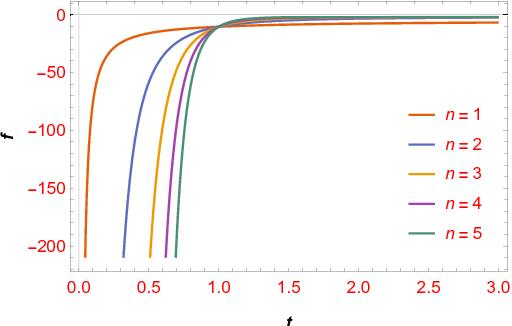 f
0
−50
−100
−150
−200
n = 1
n = 2
n = 3
n = 4
n = 5
0.0 0.5 1.0 1.5 2.0 2.5 3.0
t